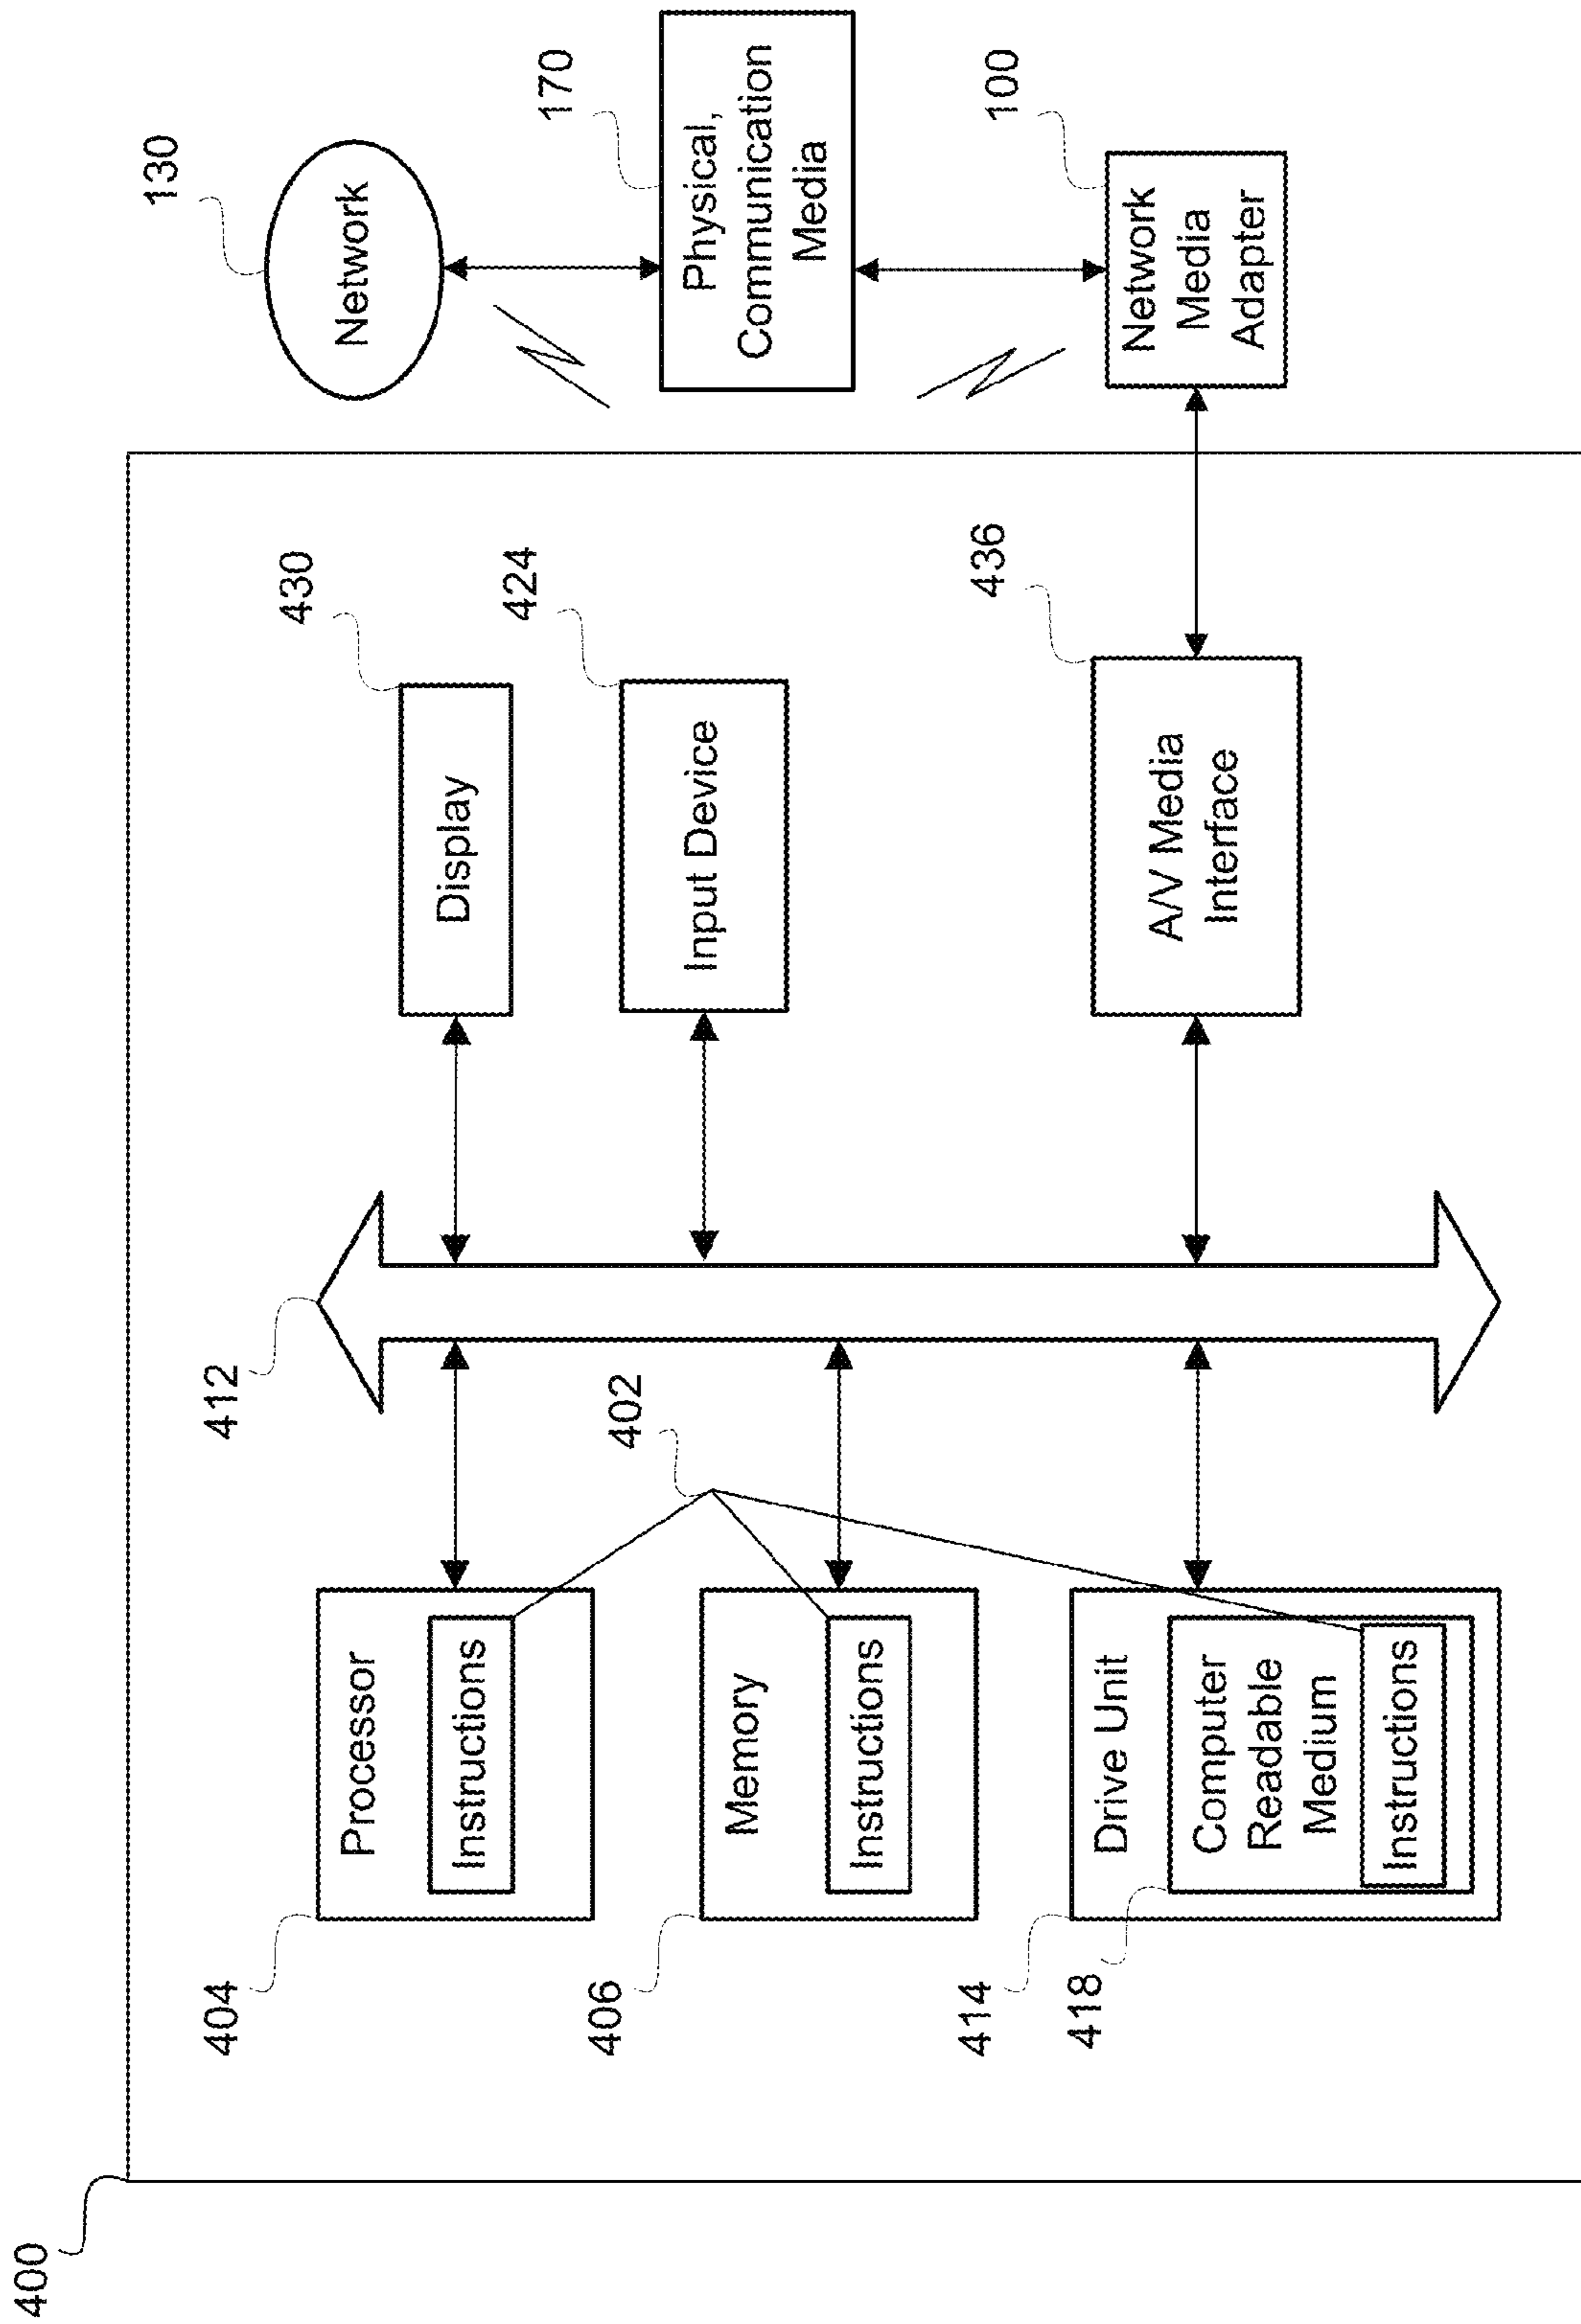 400
404
Processor
Instructions
412
430
Display
130
Network
406
Memory
Instructions
402
424
Input Device
170
Physical,
Communication
Media
414
418
Drive Unit
Computer
Readable
Medium
Instructions
436
A/V Media
Interface
100
Network
Media
Adapter